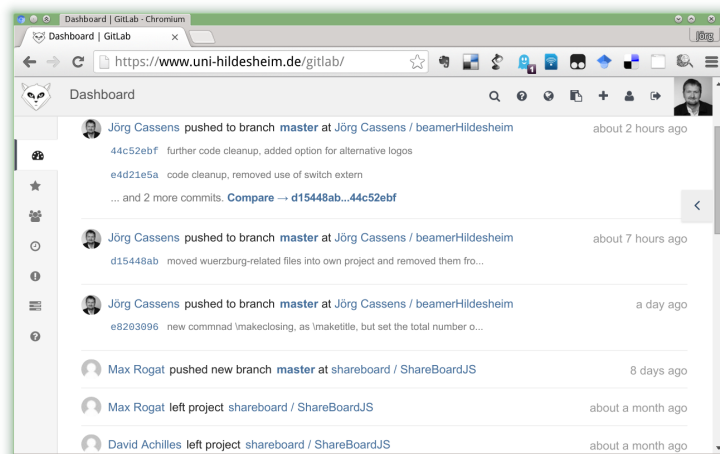 Dashboard | GitLab - Chromium
Dashboard | GitLab x
Jörg
https://www.uni-hildesheim.de/gitlab/
1
Dashboard
Jörg Cassens pushed to branch master at Jörg Cassens / beamerHildesheim about 2 hours ago
44c52ebf further code cleanup, added option for alternative logos
e4d21e5a code cleanup, removed use of switch extern
... and 2 more commits. Compare → d15448ab...44c52ebf
Jörg Cassens pushed to branch master at Jörg Cassens / beamerHildesheim about 7 hours ago
d15448ab moved wuerzburg-related files into own project and removed them fro...
Jörg Cassens pushed to branch master at Jörg Cassens / beamerHildesheim a day ago
e8203096 new commnad \makeclosing, as \maketitle, but set the total number o...
Max Rogat pushed new branch master at shareboard / ShareBoardJS 8 days ago
Max Rogat left project shareboard / ShareBoardJS about a month ago
David Achilles left project shareboard / ShareBoardJS about a month ago